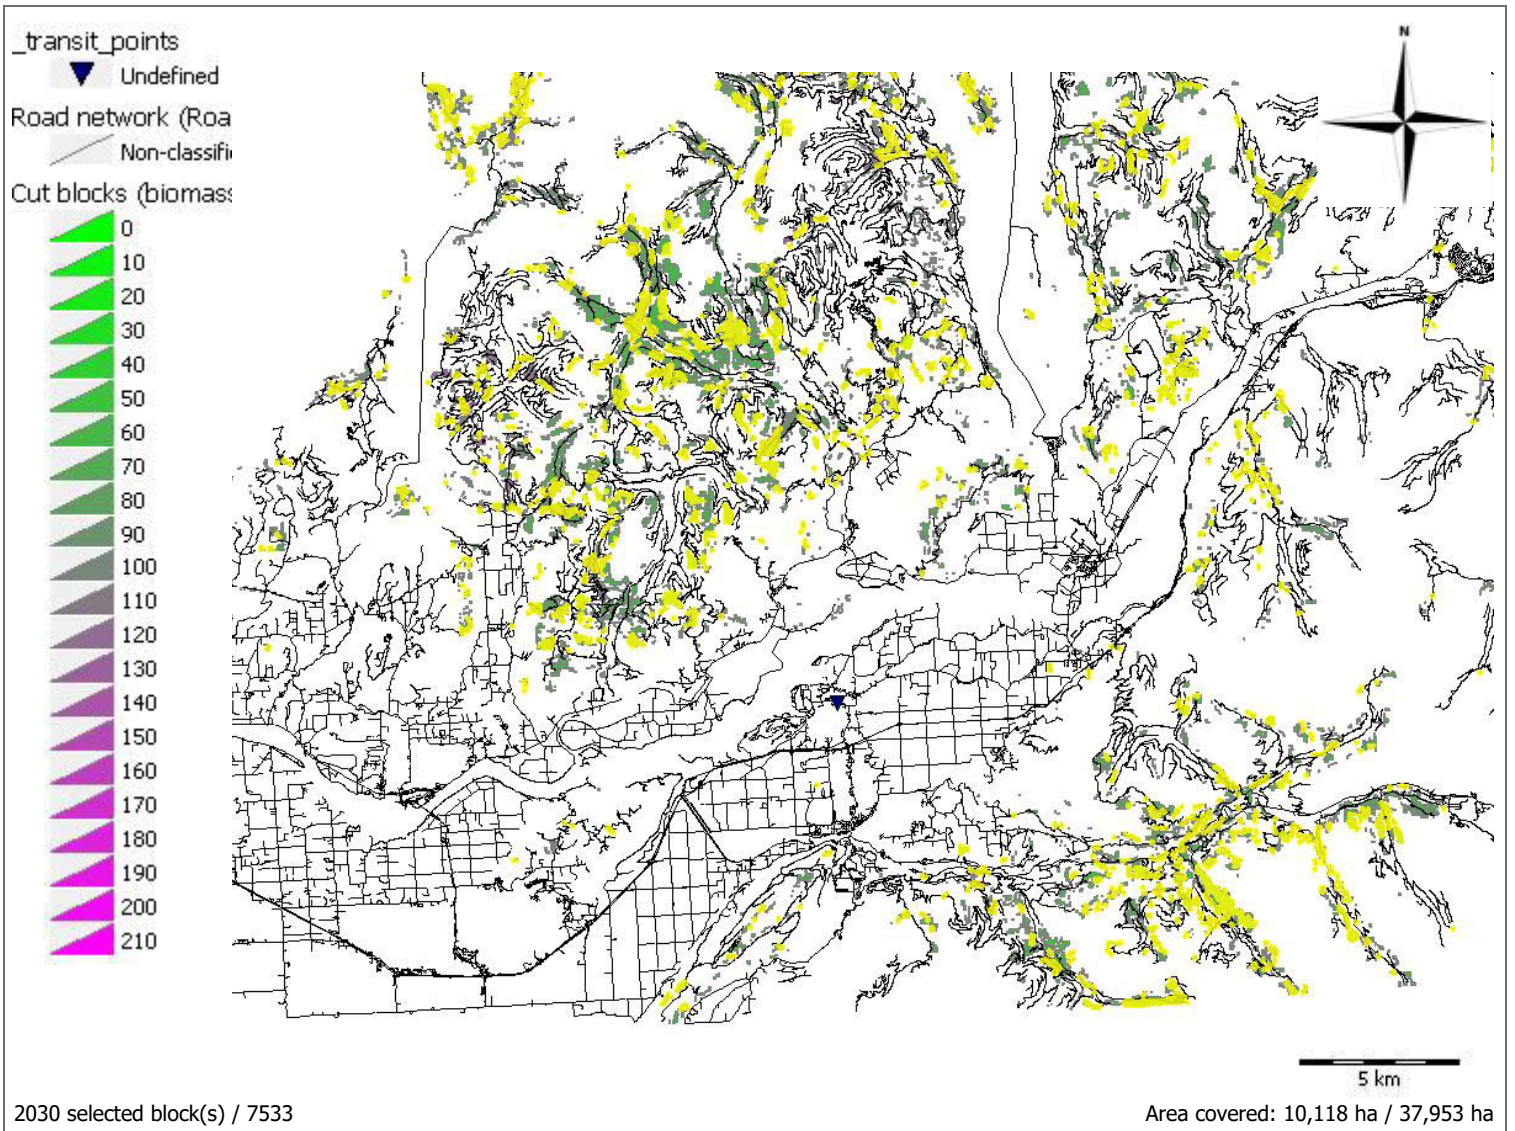 _transit_points
Undefined
Road network (Roa
Non-classifi
Cut blocks (biomass
0
10
20
30
40
50
60
70
80
90
100
110
120
130
140
150
160
170
180
190
200
210
N
5 km
2030 selected block(s) / 7533
Area covered: 10,118 ha / 37,953 ha